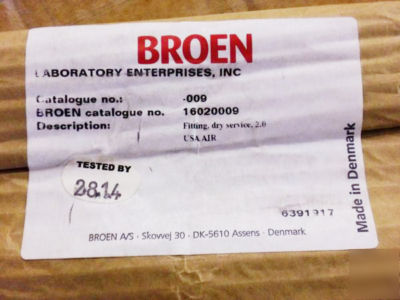 BROEN
LABORATORY ENTERPRISES, INC
Catalogue no.: -009
BROEN catalogue no. 16020009
Description: Fitting, dry service, 2.0
USA AIR
TESTED BY
2814
6391917
BROEN A/S · Skovvej 30 · DK-5610 Assens · Denmark
Made in Denmark